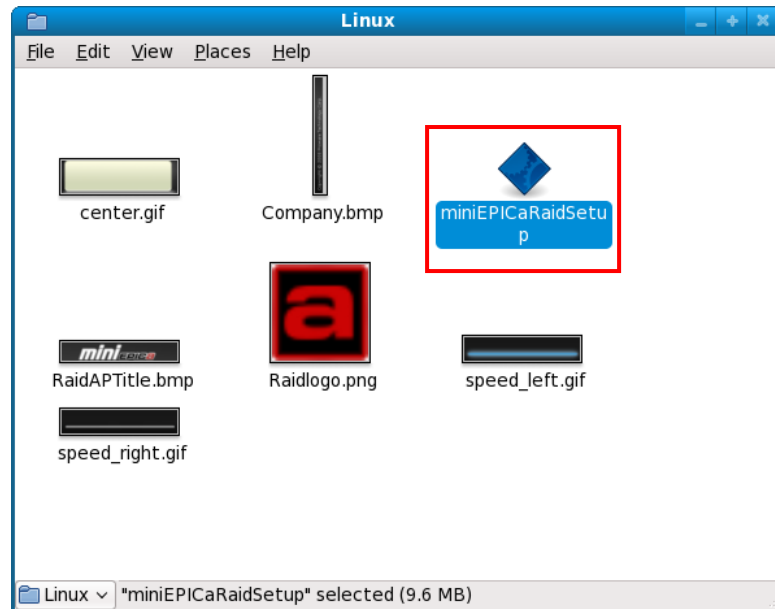 Linux
File Edit View Places Help
center.gif
Company.bmp
miniEPICaRaidSetu
p
a
mini EPICa
RaidAPTitle.bmp
Raidlogo.png
speed_left.gif
speed_right.gif
Linux "miniEPICaRaidSetup" selected (9.6 MB)